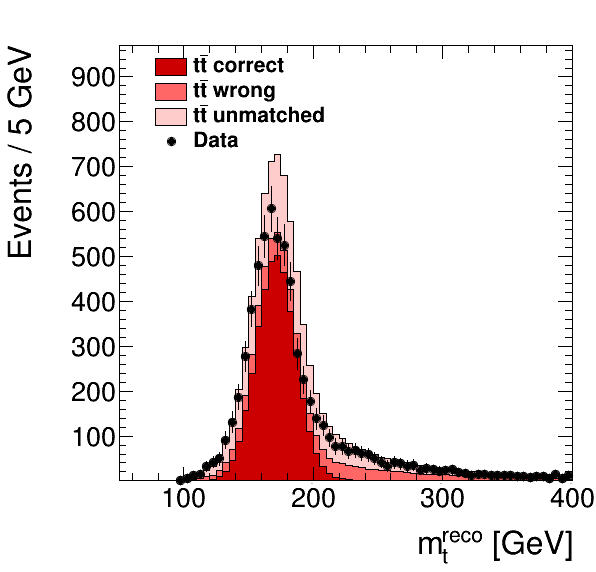 Events / 5 GeV
900
800
700
600
500
400
300
200
100
tt̄ correct
tt̄ wrong
tt̄ unmatched
Data
100 200 300 400
m_t^reco [GeV]